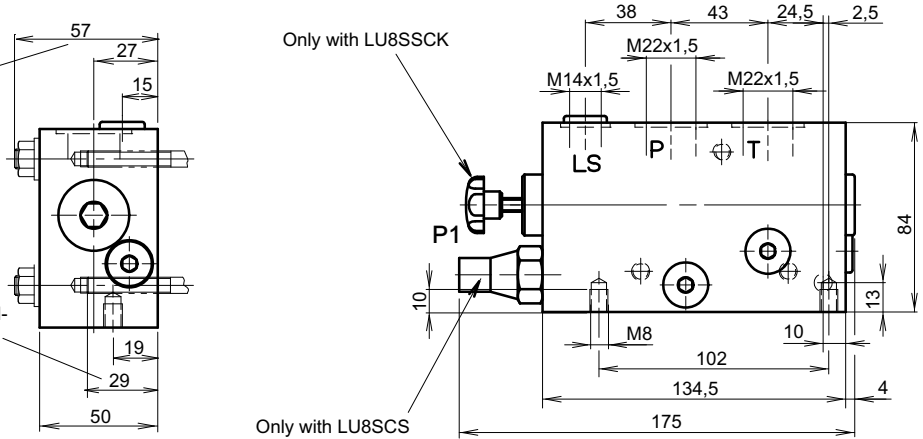 57
27
15
19
29
50
Only with LU8SSCK
38
43
24,5
2,5
M22x1,5
M14x1,5
M22x1,5
LS
P
T
P1
84
10
13
M8
10
102
134,5
4
175
Only with LU8SCS